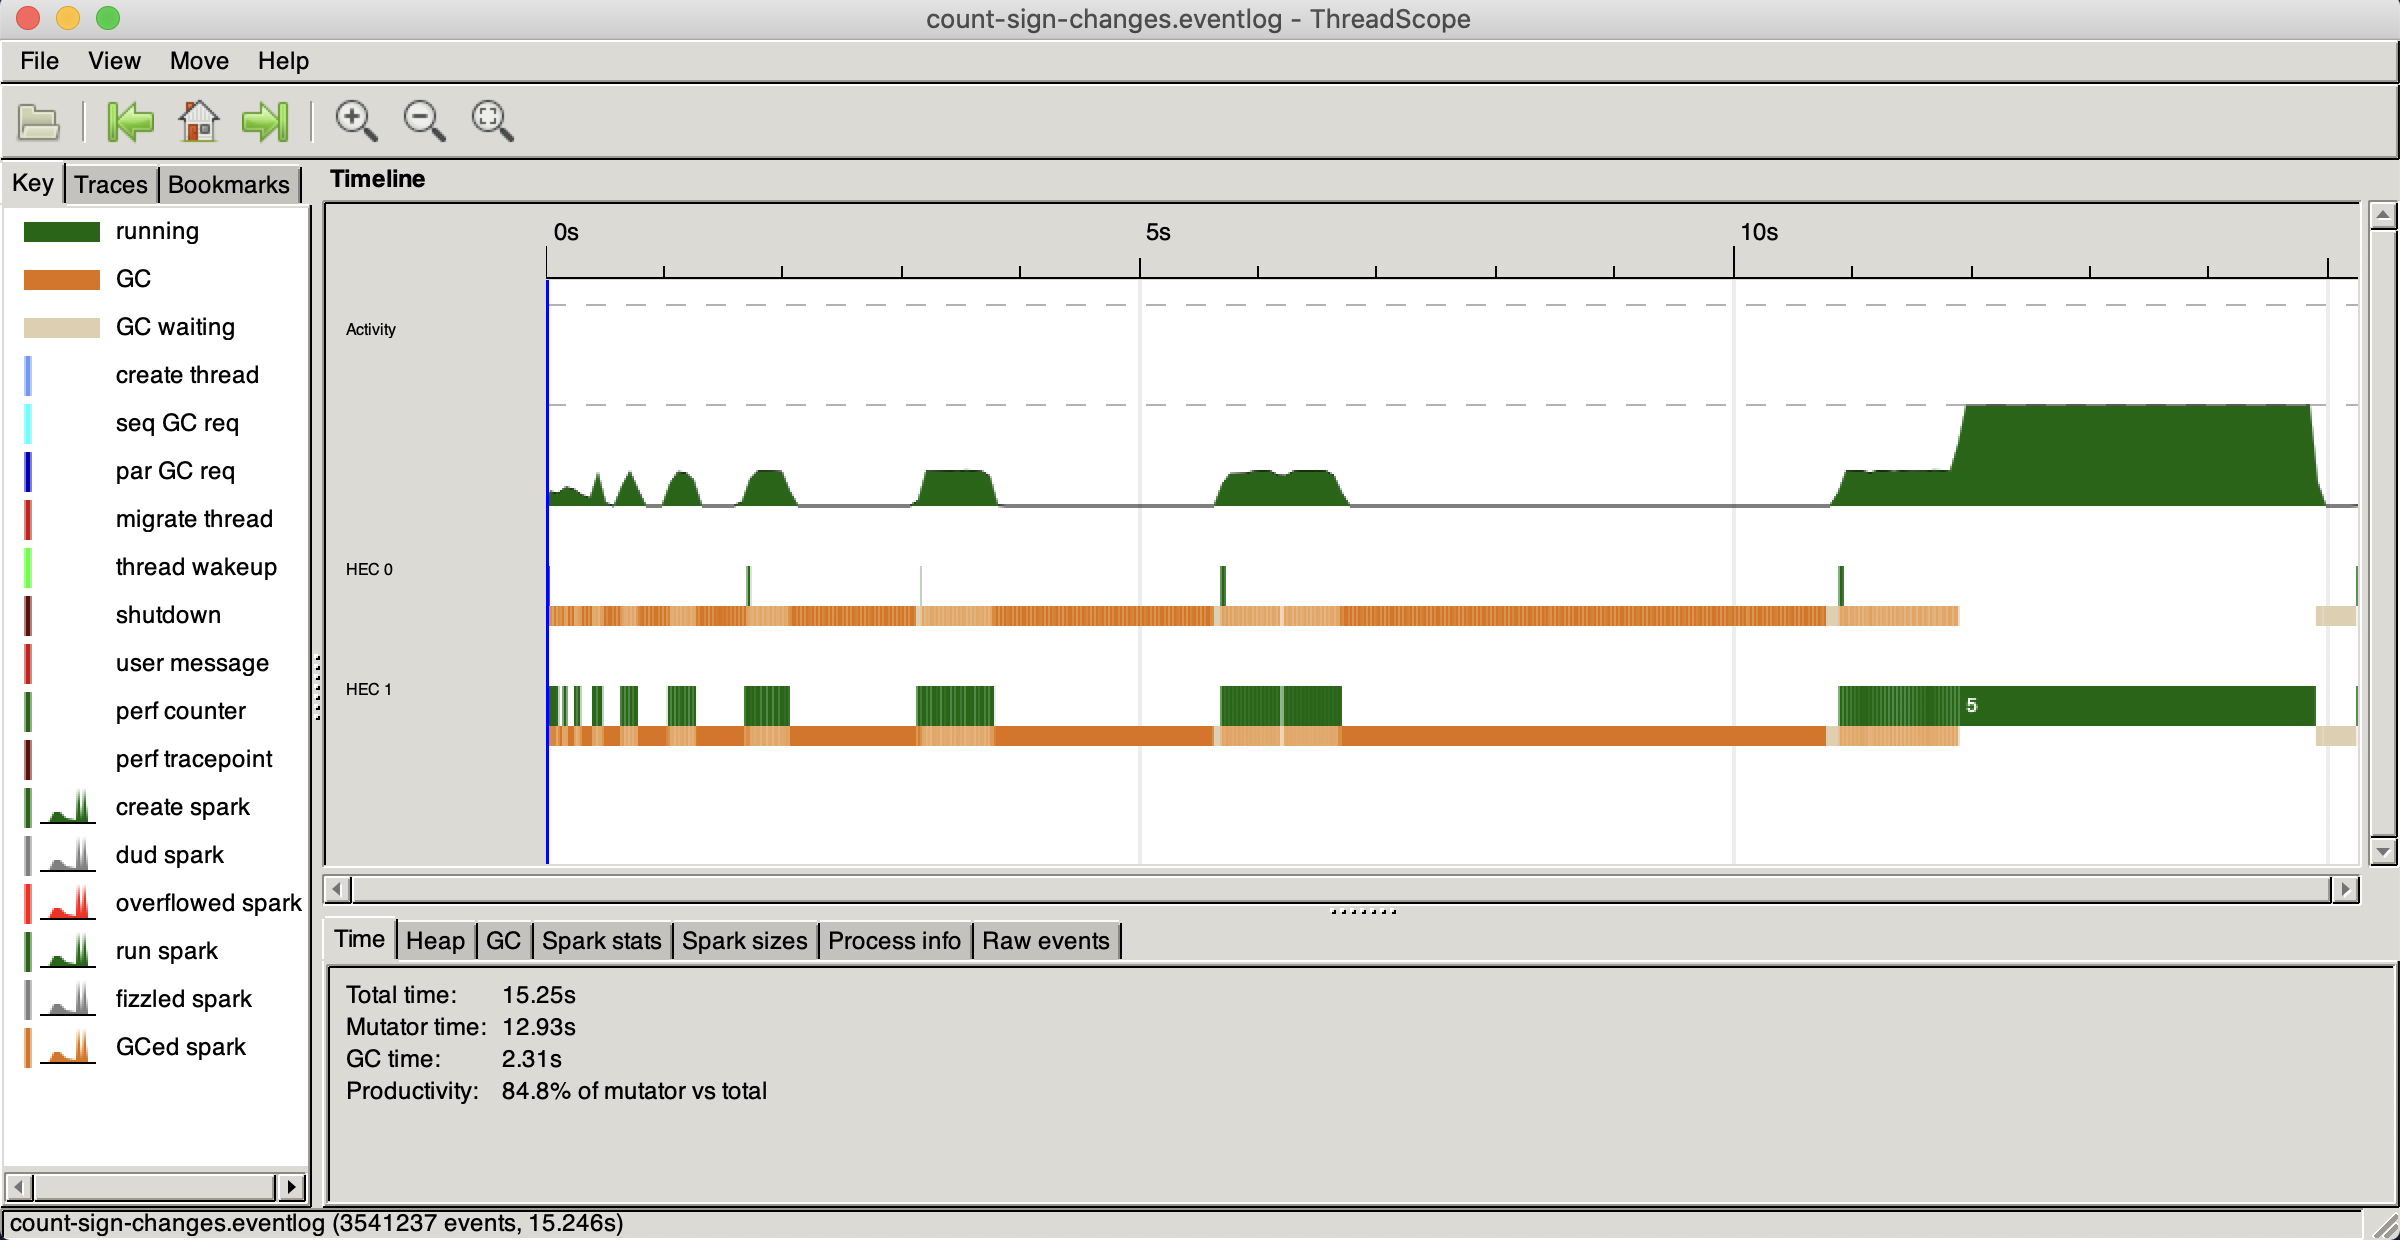 count-sign-changes.eventlog - ThreadScope
File View Move Help
Key Traces Bookmarks
running
GC
GC waiting
create thread
seq GC req
par GC req
migrate thread
thread wakeup
shutdown
user message
perf counter
perf tracepoint
create spark
dud spark
overflowed spark
run spark
fizzled spark
GCed spark
Timeline
0s 5s 10s
Activity
HEC 0
HEC 1
5
Time Heap GC Spark stats Spark sizes Process info Raw events
Total time: 15.25s
Mutator time: 12.93s
GC time: 2.31s
Productivity: 84.8% of mutator vs total
count-sign-changes.eventlog (3541237 events, 15.246s)